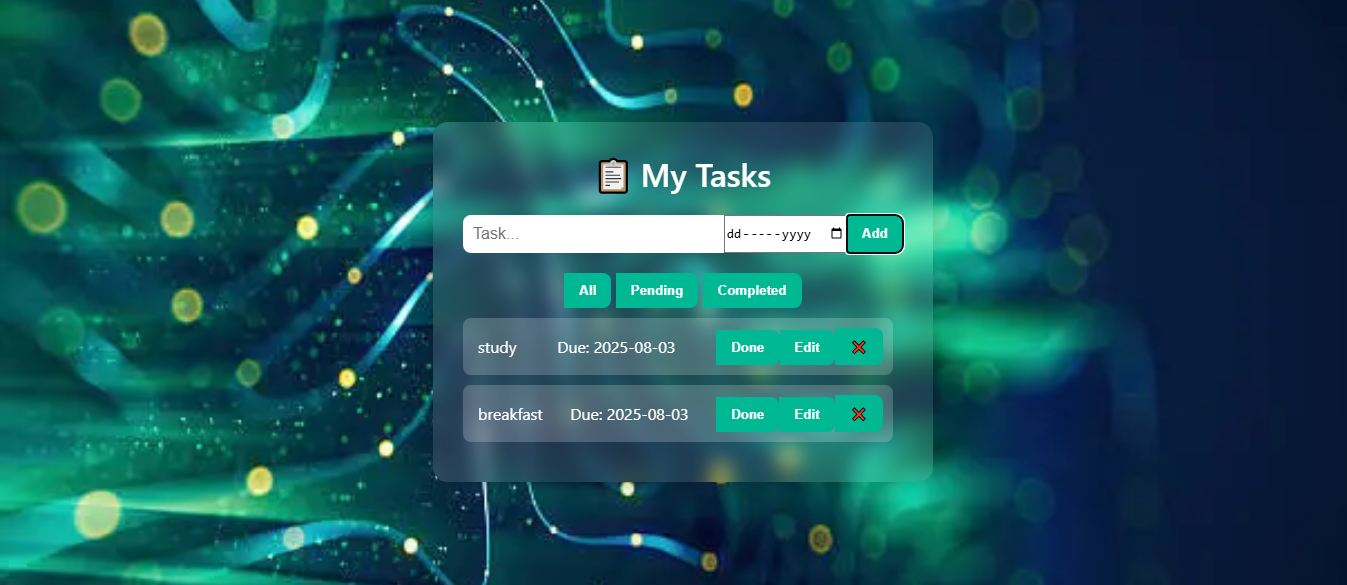 📋 My Tasks
Task... dd-----yyyy Add
All Pending Completed
study Due: 2025-08-03 Done Edit ❌
breakfast Due: 2025-08-03 Done Edit ❌